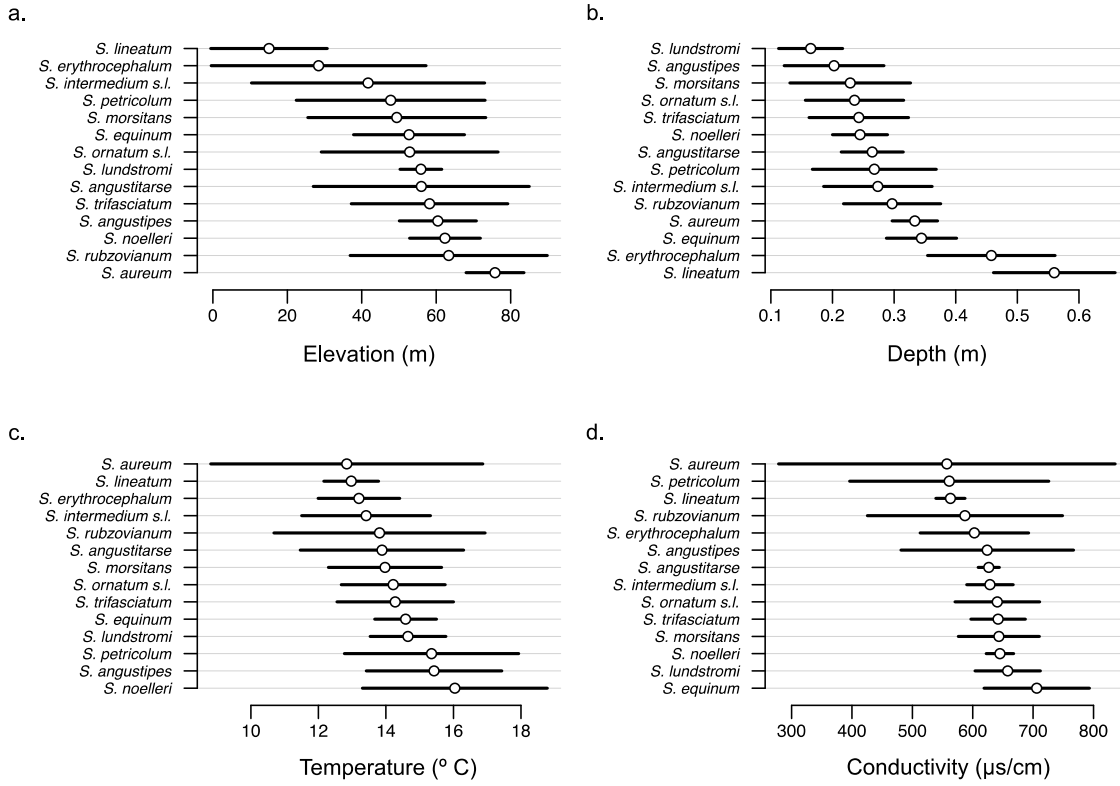 a.
S. lineatum
S. erythrocephalum
S. intermedium s.l.
S. petricolum
S. morsitans
S. equinum
S. ornatum s.l.
S. lundstromi
S. angustitarse
S. trifasciatum
S. angustipes
S. noelleri
S. rubzovianum
S. aureum
0 20 40 60 80
Elevation (m)
b.
S. lundstromi
S. angustipes
S. morsitans
S. ornatum s.l.
S. trifasciatum
S. noelleri
S. angustitarse
S. petricolum
S. intermedium s.l.
S. rubzovianum
S. aureum
S. equinum
S. erythrocephalum
S. lineatum
0.1 0.2 0.3 0.4 0.5 0.6
Depth (m)
c.
S. aureum
S. lineatum
S. erythrocephalum
S. intermedium s.l.
S. rubzovianum
S. angustitarse
S. morsitans
S. ornatum s.l.
S. trifasciatum
S. equinum
S. lundstromi
S. petricolum
S. angustipes
S. noelleri
10 12 14 16 18
Temperature (º C)
d.
S. aureum
S. petricolum
S. lineatum
S. rubzovianum
S. erythrocephalum
S. angustipes
S. angustitarse
S. intermedium s.l.
S. ornatum s.l.
S. trifasciatum
S. morsitans
S. noelleri
S. lundstromi
S. equinum
300 400 500 600 700 800
Conductivity (µs/cm)